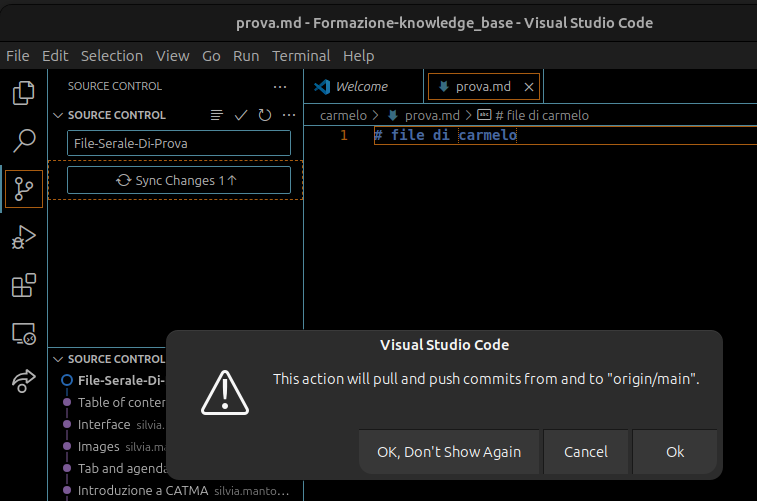 prova.md - Formazione-knowledge_base - Visual Studio Code
File Edit Selection View Go Run Terminal Help
SOURCE CONTROL ...
SOURCE CONTROL ...
File-Serale-Di-Prova
Sync Changes 1↑
Welcome
prova.md
carmelo > prova.md > abc # file di carmelo
1 # file di carmelo
SOURCE CONTROL
File-Serale-Di-
Table of conten
Interface silvia.m
Images silvia.ma
Tab and agenda
Introduzione a CATMA silvia.manto...
Visual Studio Code
This action will pull and push commits from and to "origin/main".
OK, Don't Show Again
Cancel
Ok